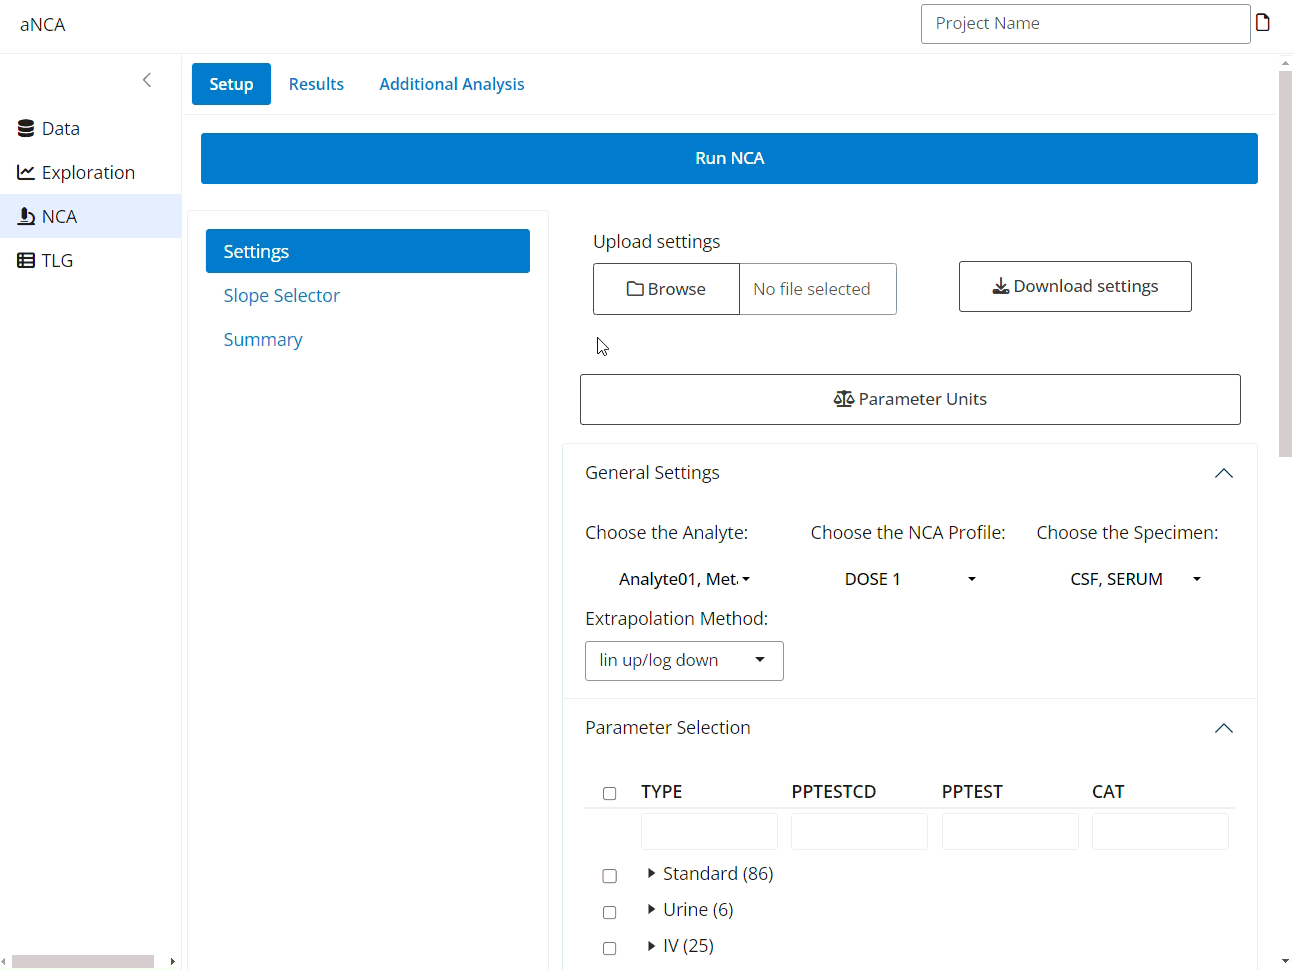 aNCA
Project Name
Setup
Results
Additional Analysis
Data
Exploration
NCA
TLG
Run NCA
Settings
Slope Selector
Summary
Upload settings
Browse
No file selected
Download settings
Parameter Units
General Settings
Choose the Analyte:
Choose the NCA Profile:
Choose the Specimen:
Analyte01, Met
DOSE 1
CSF, SERUM
Extrapolation Method:
lin up/log down
Parameter Selection
TYPE
PPTESTCD
PPTEST
CAT
Standard (86)
Urine (6)
IV (25)